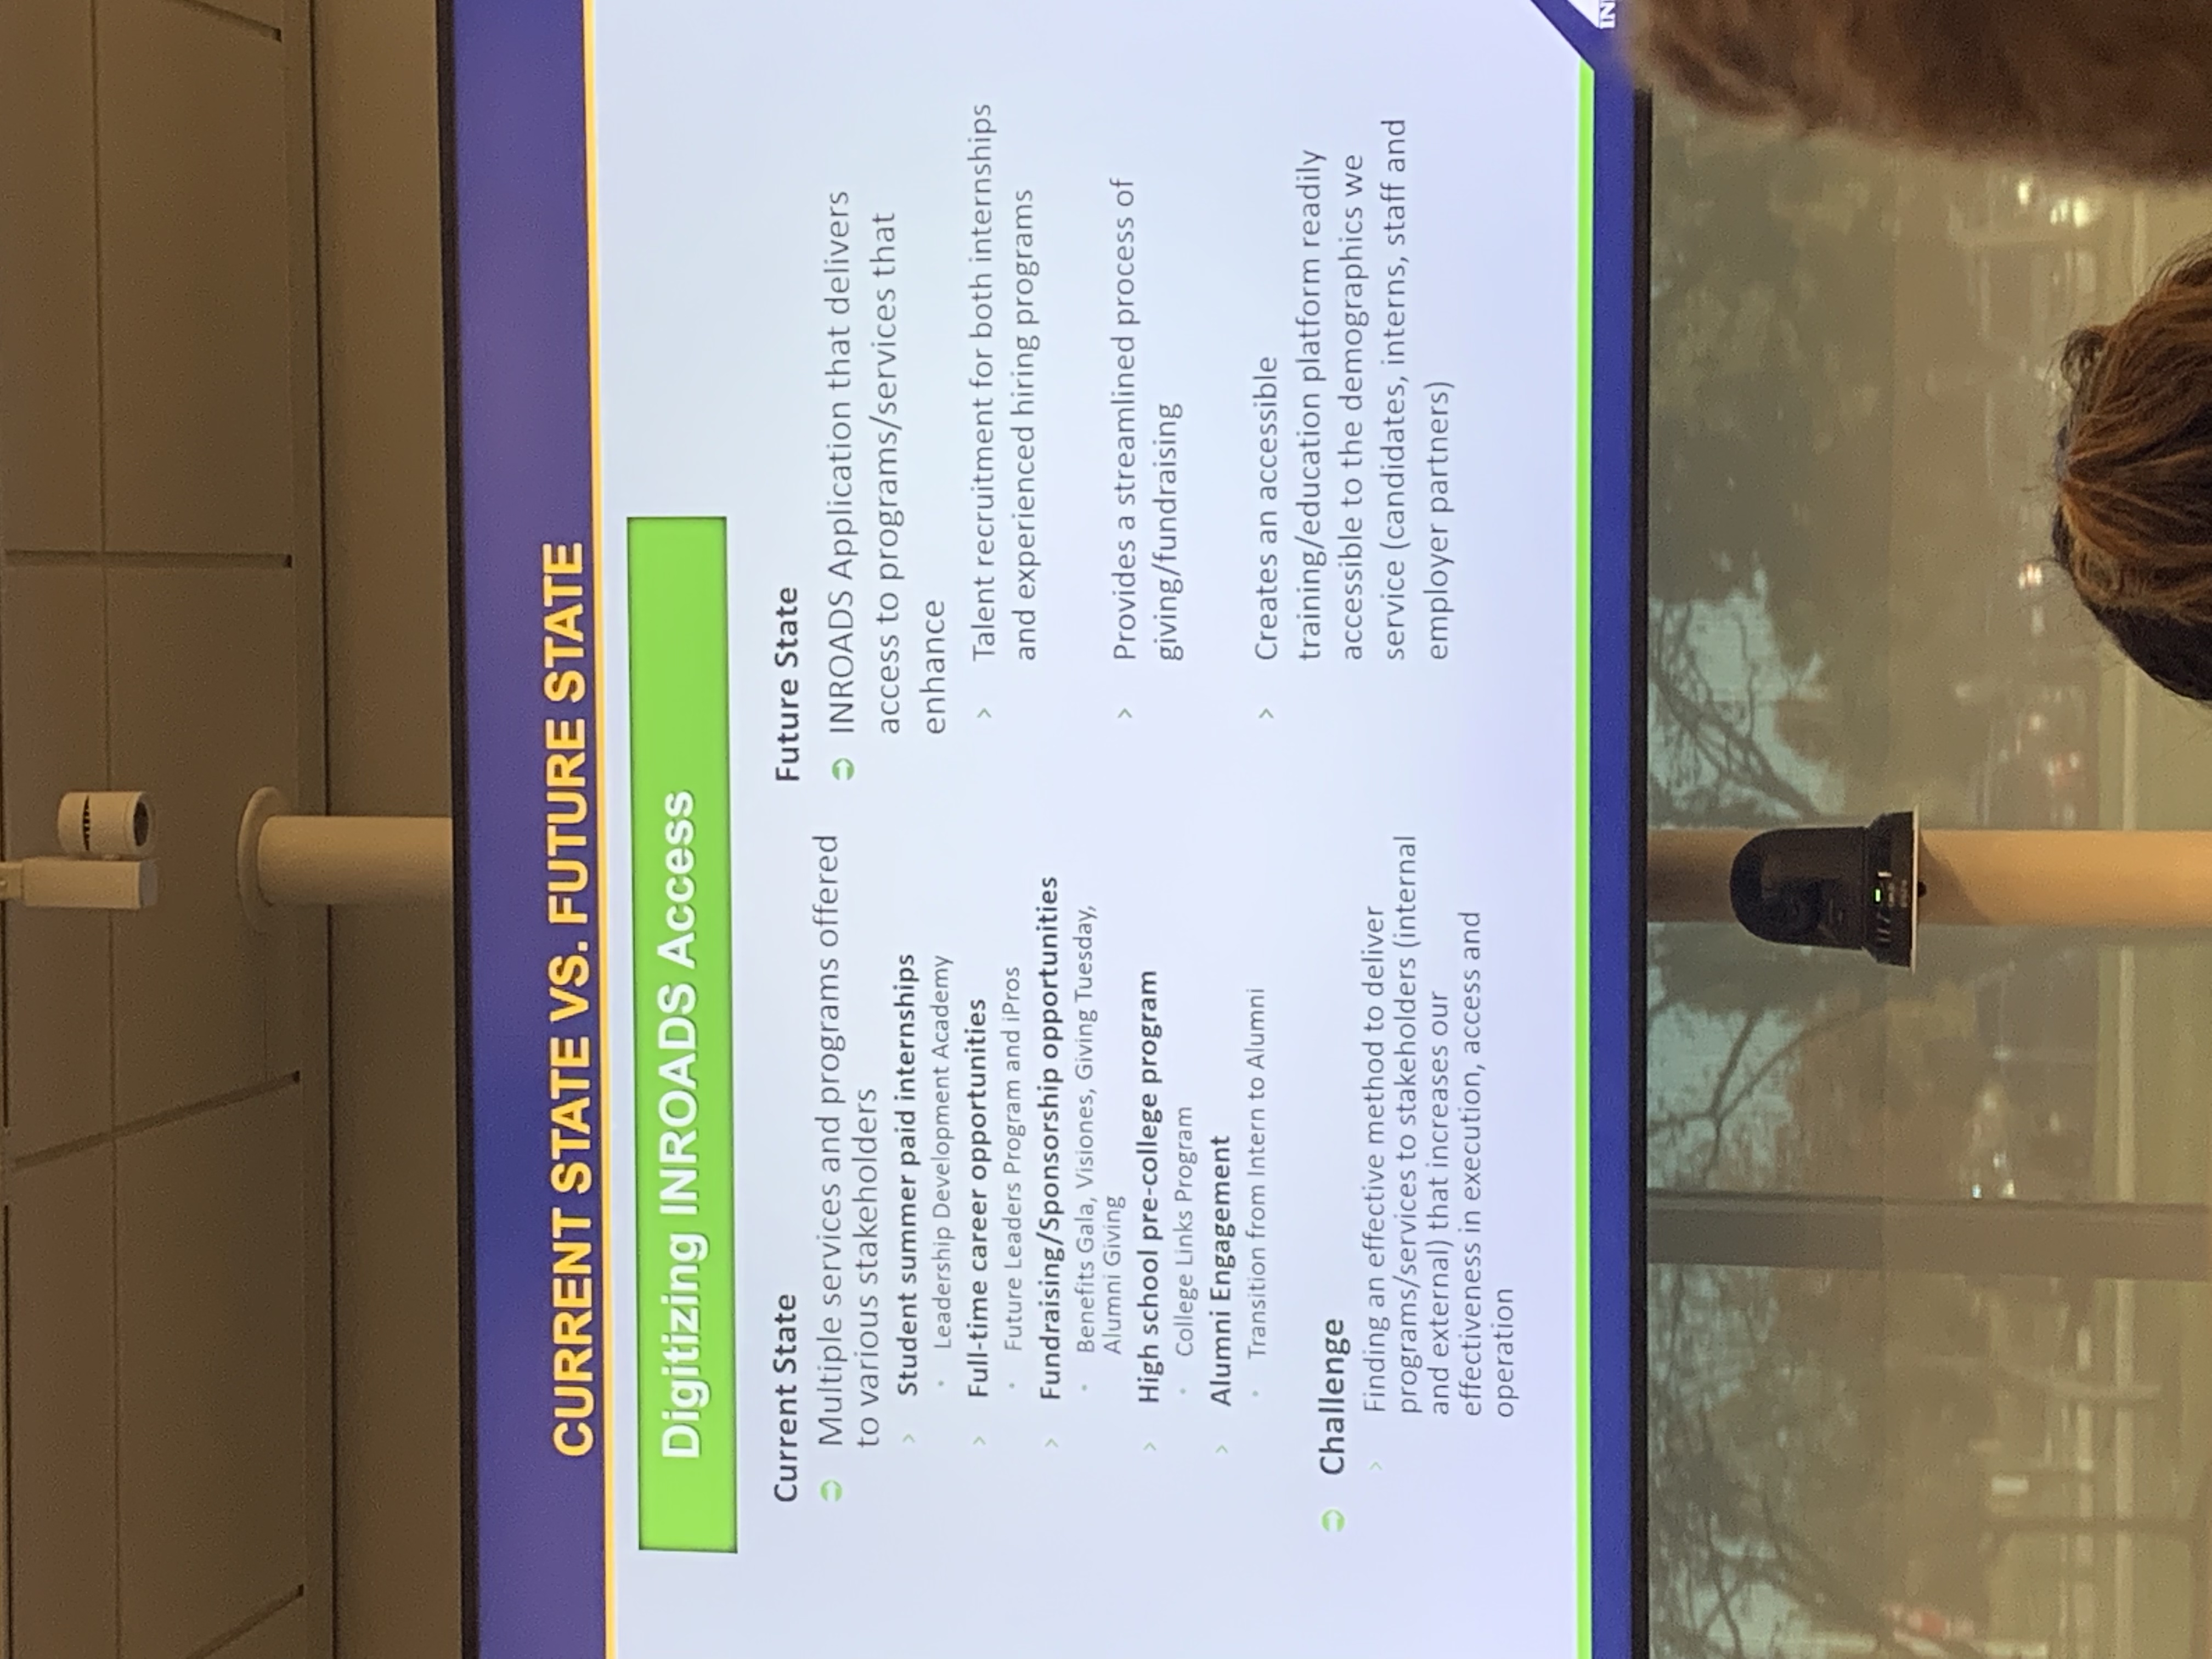 CURRENT STATE VS. FUTURE STATE
Digitizing INROADS Access
Current State
Multiple services and programs offered
to various stakeholders
Student summer paid internships
Leadership Development Academy
Full-time career opportunities
Future Leaders Program and iPros
Fundraising/Sponsorship opportunities
Benefits Gala, Visiones, Giving Tuesday,
Alumni Giving
High school pre-college program
College Links Program
Alumni Engagement
Transition from Intern to Alumni
Challenge
Finding an effective method to deliver
programs/services to stakeholders (internal
and external) that increases our
effectiveness in execution, access and
operation
Future State
INROADS Application that delivers
access to programs/services that
enhance
Talent recruitment for both internships
and experienced hiring programs
Provides a streamlined process of
giving/fundraising
Creates an accessible
training/education platform readily
accessible to the demographics we
service (candidates, interns, staff and
employer partners)
IN